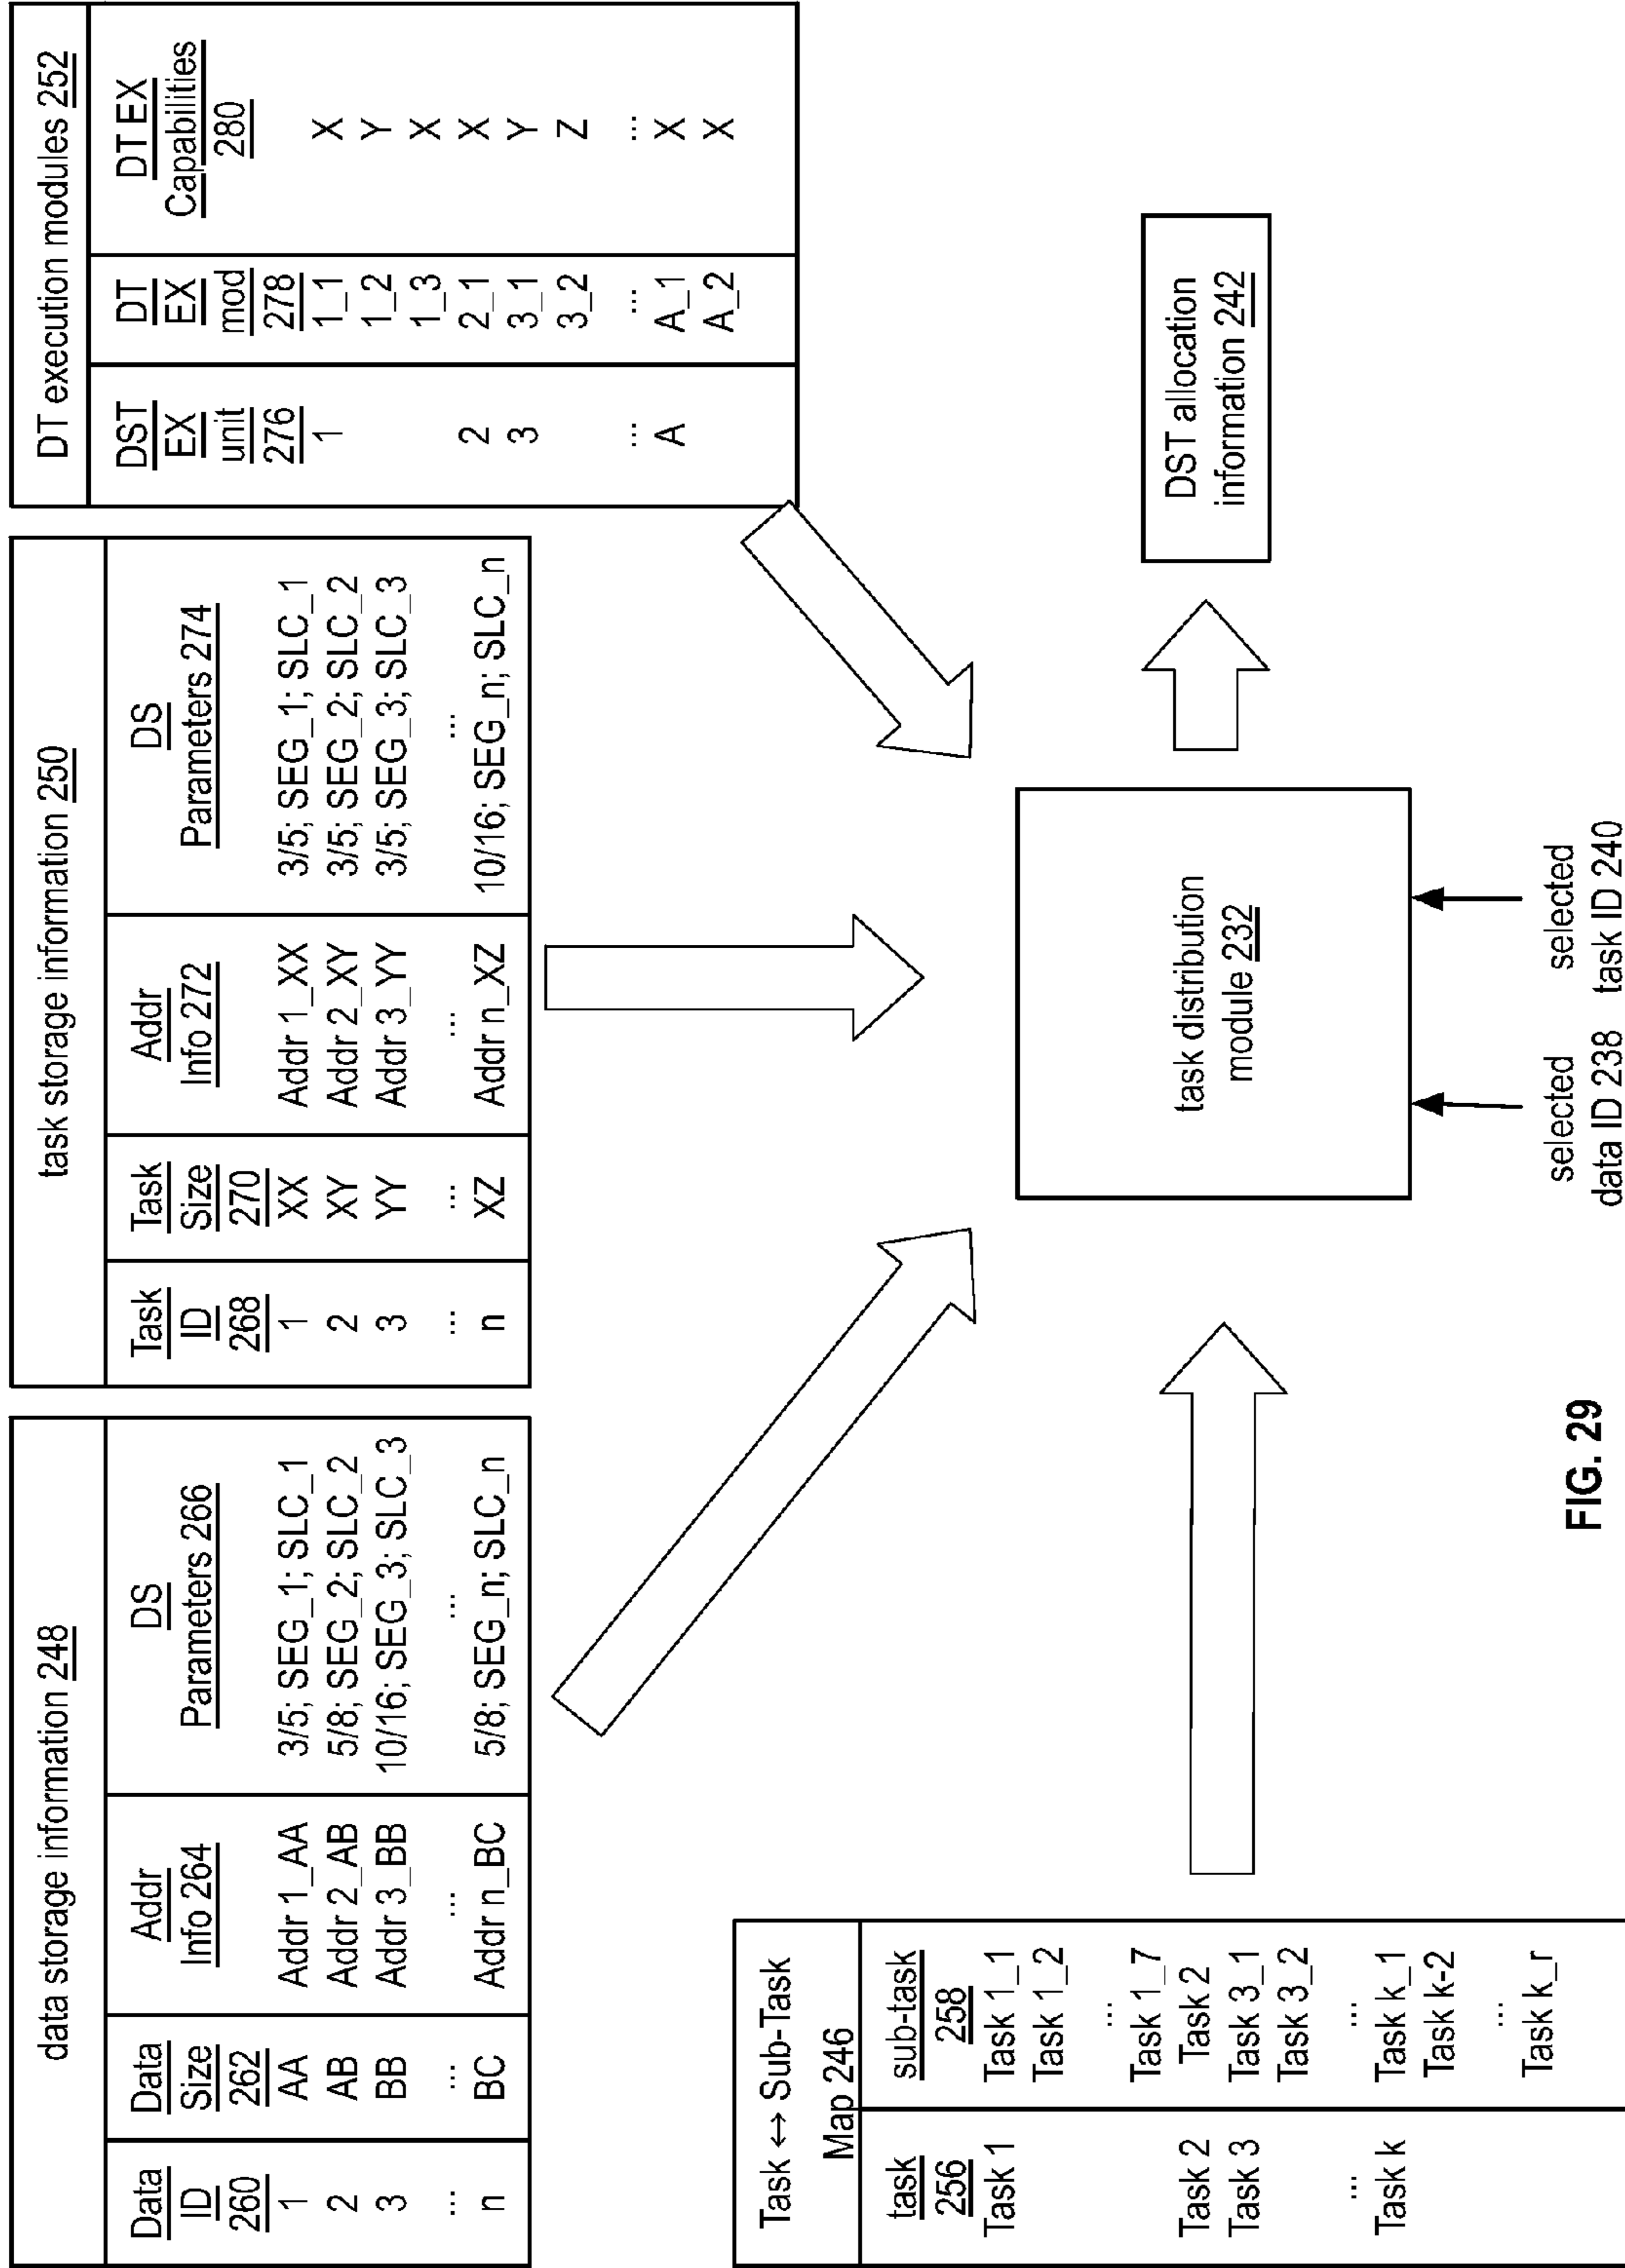 data storage information 248
Data ID 260 Data Size 262 Addr Info 264 DS Parameters 266
1 AA Addr 1_AA 3/5; SEG_1; SLC_1
2 AB Addr 2_AB 5/8; SEG_2; SLC_2
3 BB Addr 3_BB 10/16; SEG_3; SLC_3
... ... ... ...
n BC Addr n_BC 5/8; SEG_n; SLC_n
task storage information 250
Task ID 268 Task Size 270 Addr Info 272 DS Parameters 274
1 XX Addr 1_XX 3/5; SEG_1; SLC_1
2 XY Addr 2_XY 3/5; SEG_2; SLC_2
3 YY Addr 3_YY 3/5; SEG_3; SLC_3
... ... ... ...
n XZ Addr n_XZ 10/16; SEG_n; SLC_n
DT execution modules 252
DST EX unit 276 DT EX mod 278 DT EX Capabilities 280
1 1_1 X
1_2 Y
1_3 X
2 2_1 X
3 3_1 Y
3_2 Z
... ... ...
A A_1 X
A_2 X
Task ↔ Sub-Task
Map 246
task 256 sub-task 258
Task 1 Task 1_1
Task 1_2
...
Task 1_7
Task 2 Task 2
Task 3 Task 3_1
Task 3_2
... ...
Task k Task k_1
Task k-2
...
Task k_r
task distribution
module 232
DST allocation
information 242
selected
data ID 238
selected
task ID 240
FIG. 29